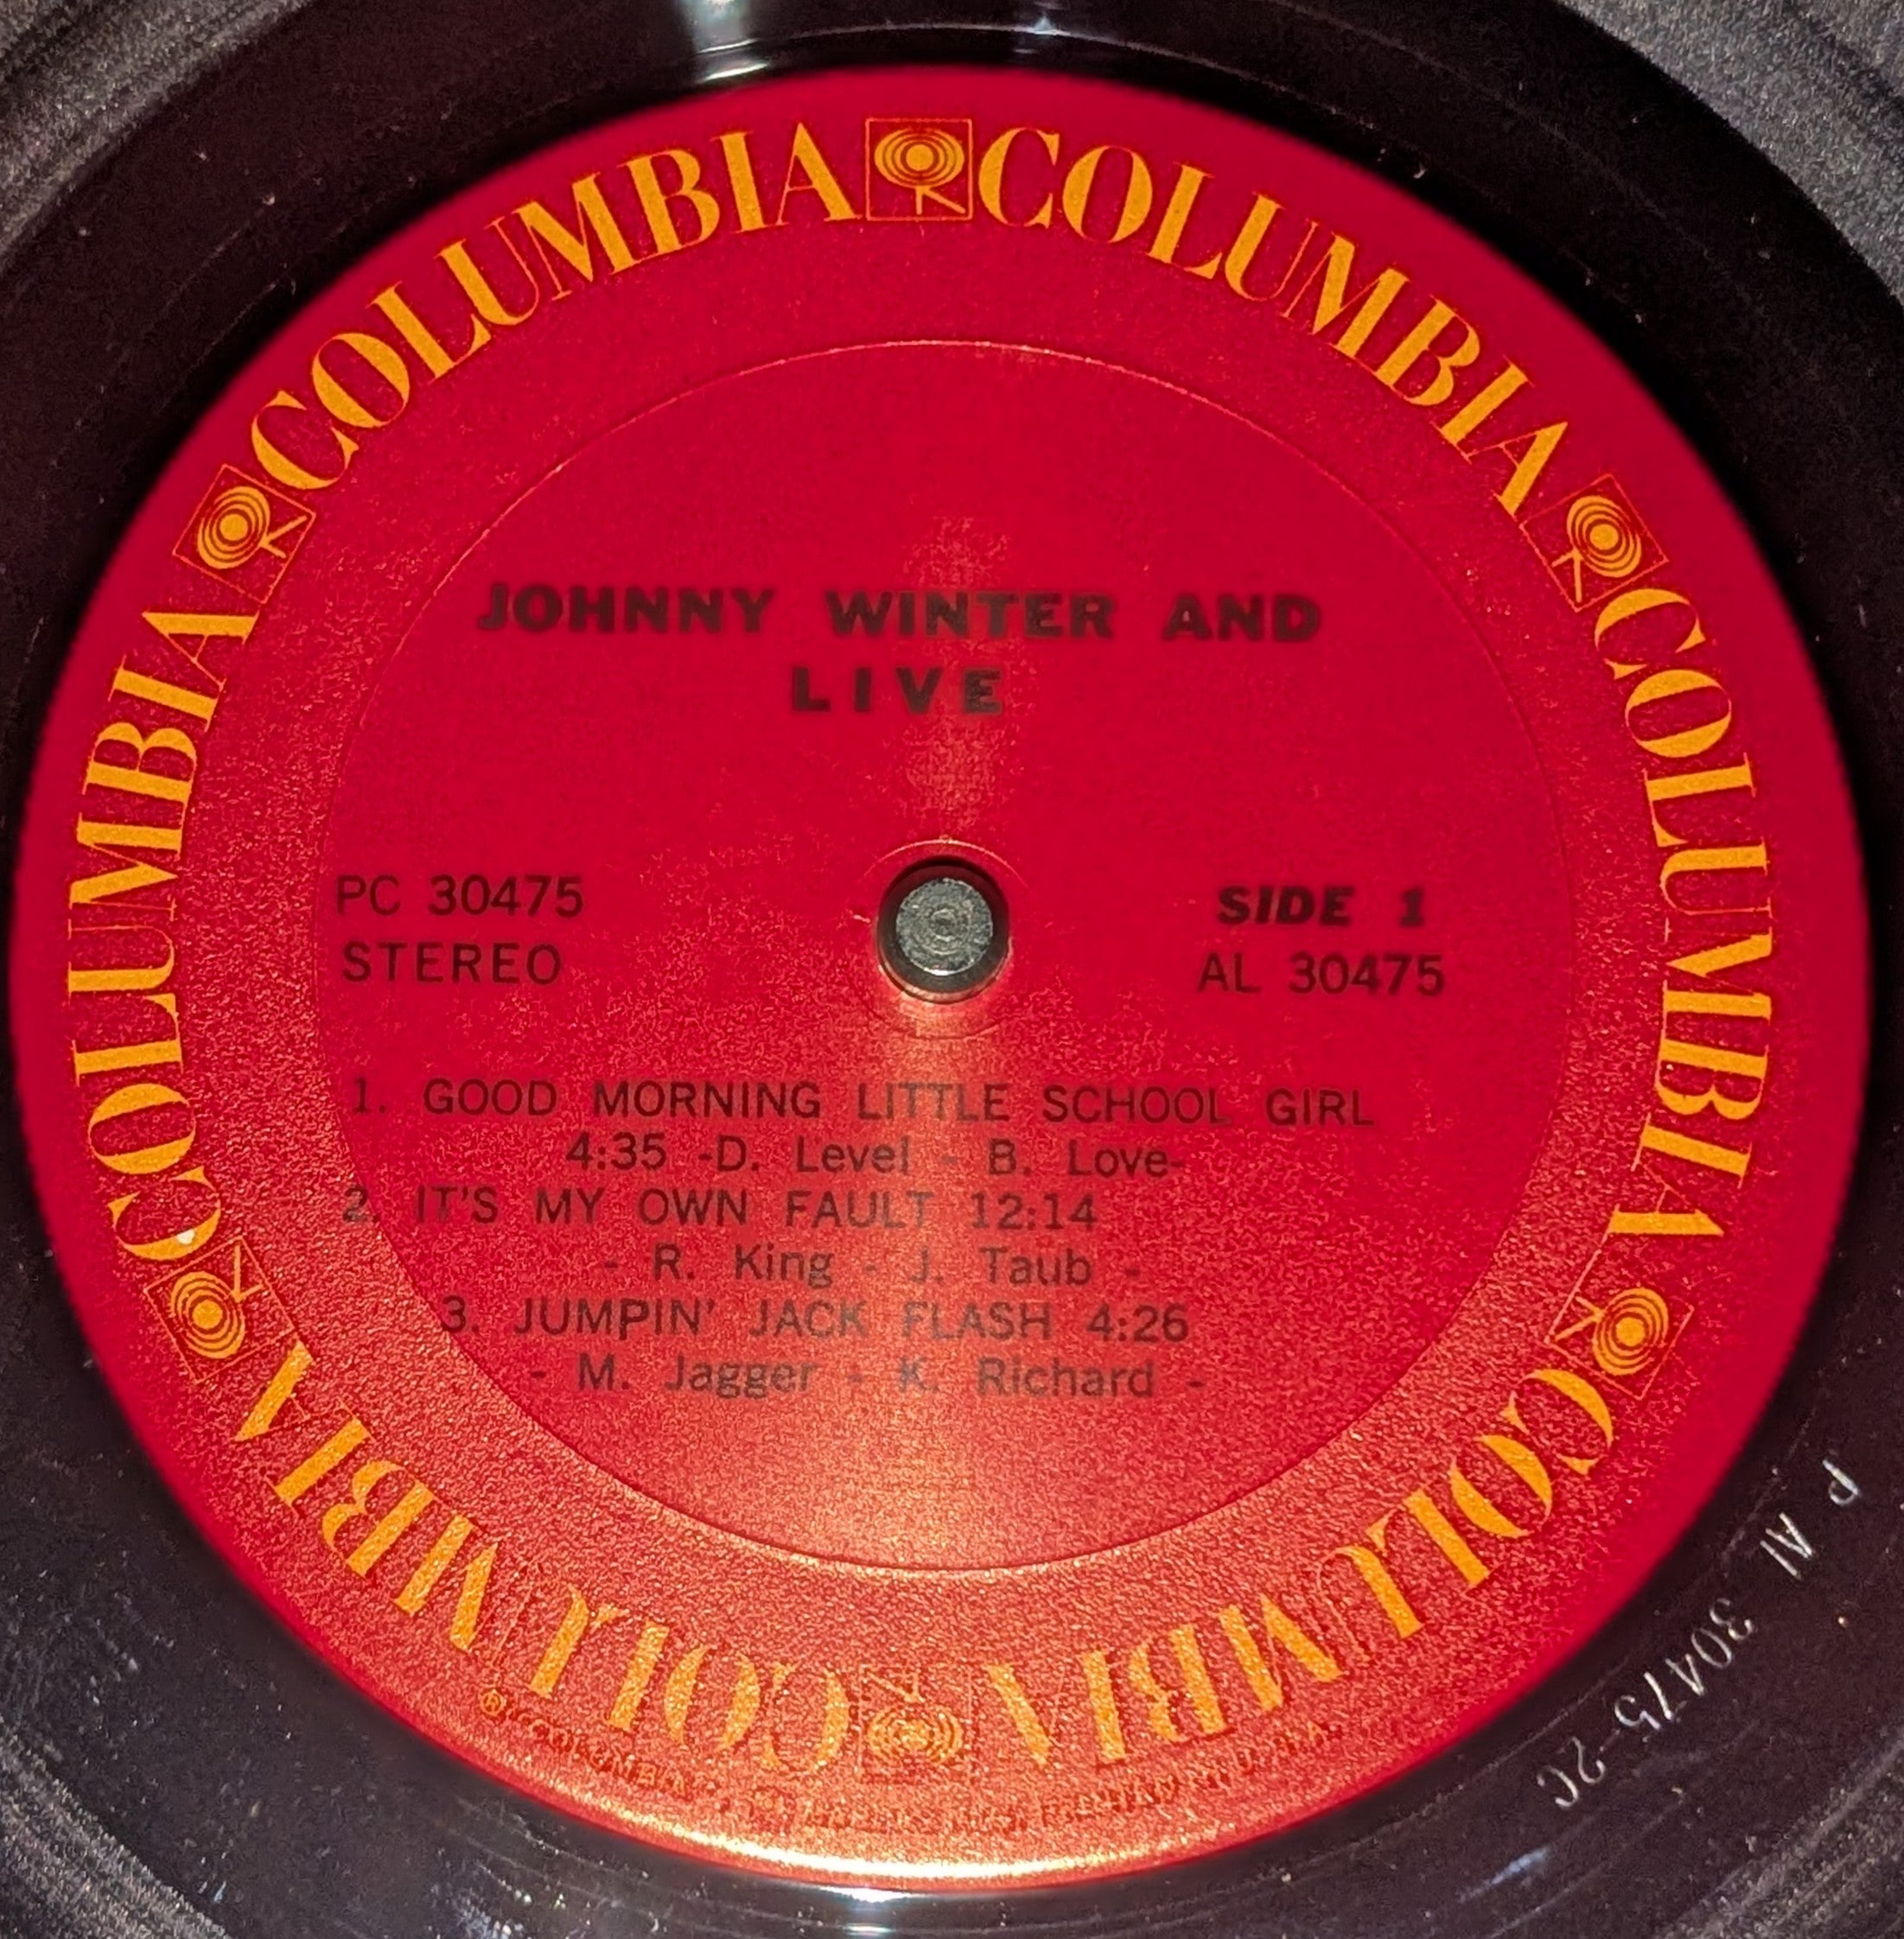 COLUMBIA COLUMBIA COLUMBIA COLUMBIA COLUMBIA COLUMBIA
JOHNNY WINTER AND
LIVE
PC 30475
STEREO
SIDE 1
AL 30475
1. GOOD MORNING LITTLE SCHOOL GIRL
4:35 -D. Level - B. Love-
2. IT'S MY OWN FAULT 12:14
- R. King - J. Taub -
3. JUMPIN' JACK FLASH 4:26
- M. Jagger - K. Richard -
P AL 30475-2C